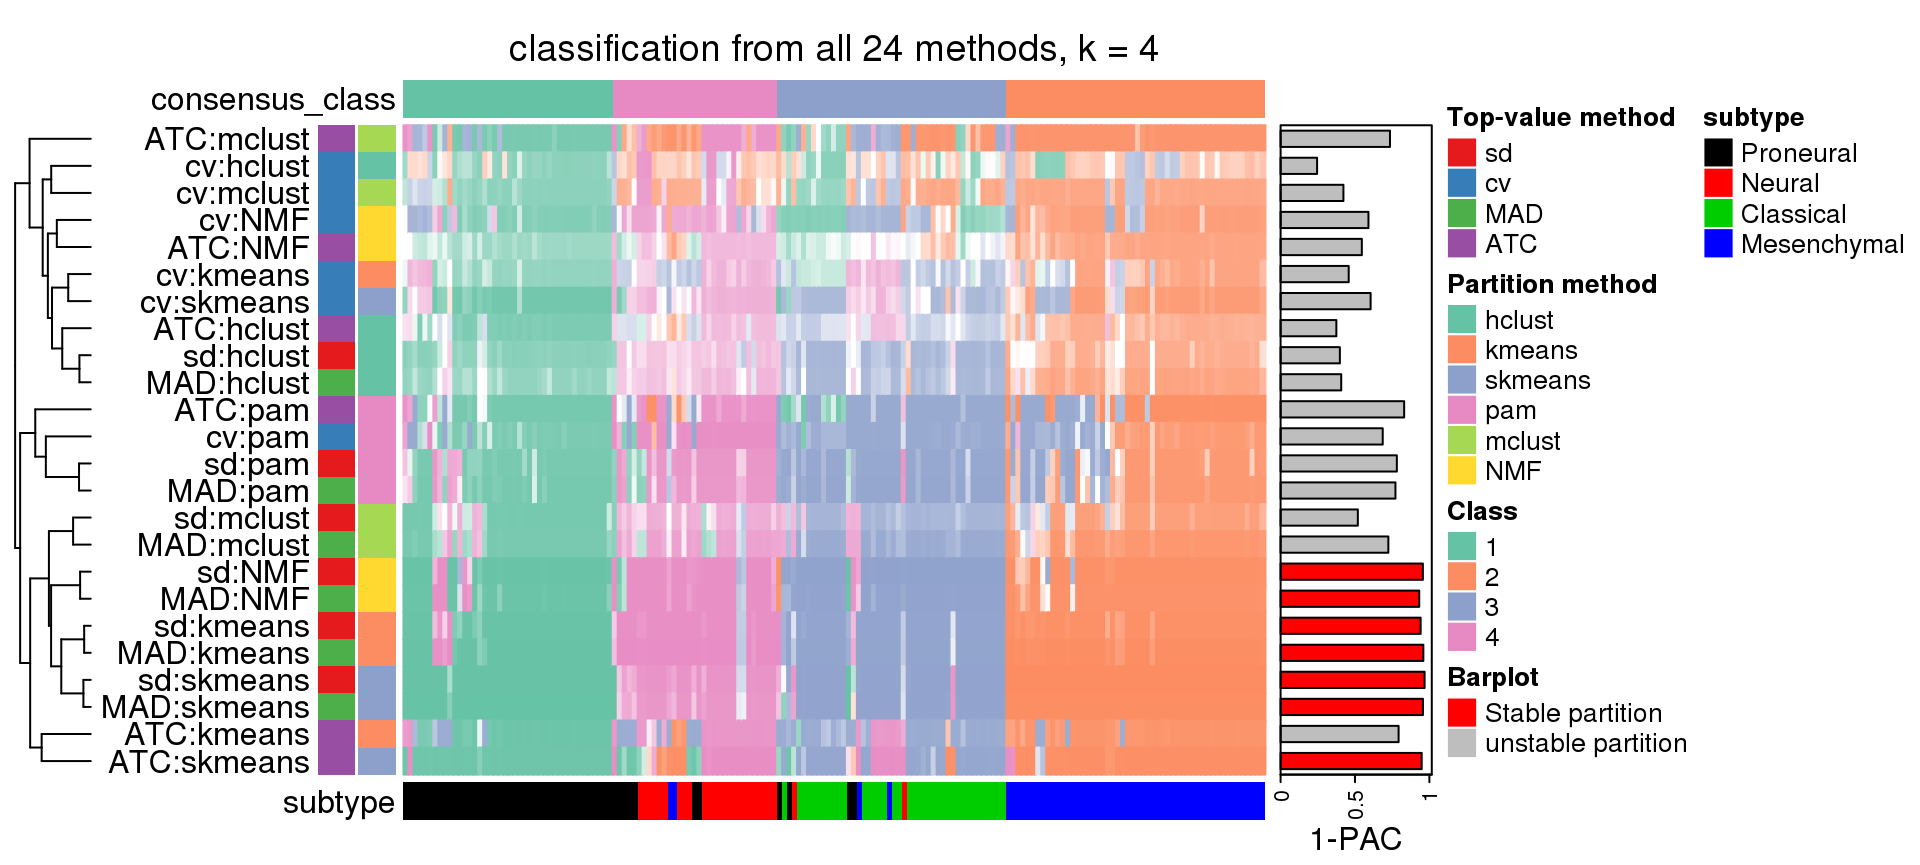 classification from all 24 methods, k = 4
consensus_class
ATC:mclust
cv:hclust
cv:mclust
cv:NMF
ATC:NMF
cv:kmeans
cv:skmeans
ATC:hclust
sd:hclust
MAD:hclust
ATC:pam
cv:pam
sd:pam
MAD:pam
sd:mclust
MAD:mclust
sd:NMF
MAD:NMF
sd:kmeans
MAD:kmeans
sd:skmeans
MAD:skmeans
ATC:kmeans
ATC:skmeans
subtype
0
0.5
1
1-PAC
Top-value method
sd
cv
MAD
ATC
Partition method
hclust
kmeans
skmeans
pam
mclust
NMF
Class
1
2
3
4
Barplot
Stable partition
unstable partition
subtype
Proneural
Neural
Classical
Mesenchymal